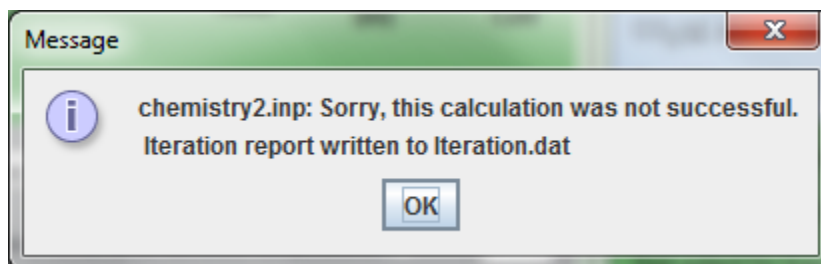 Message
chemistry2.inp: Sorry, this calculation was not successful.
Iteration report written to Iteration.dat
OK